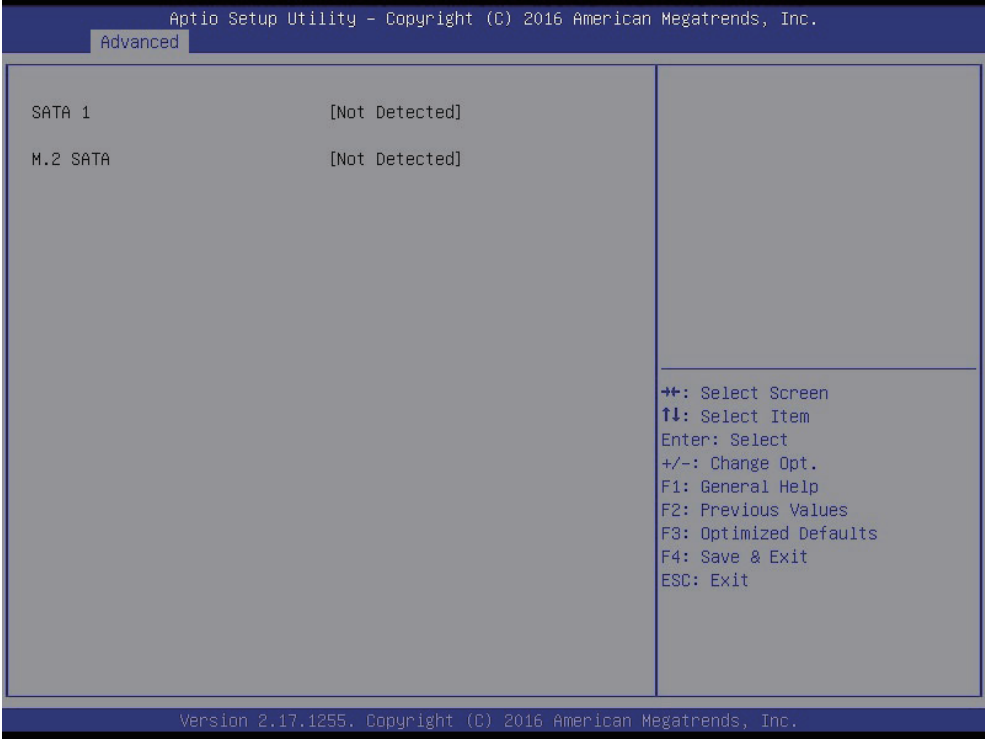 Aptio Setup Utility – Copyright (C) 2016 American Megatrends, Inc.
Advanced
SATA 1 [Not Detected]
M.2 SATA [Not Detected]
→←: Select Screen
↑↓: Select Item
Enter: Select
+/-: Change Opt.
F1: General Help
F2: Previous Values
F3: Optimized Defaults
F4: Save & Exit
ESC: Exit
Version 2.17.1255. Copyright (C) 2016 American Megatrends, Inc.